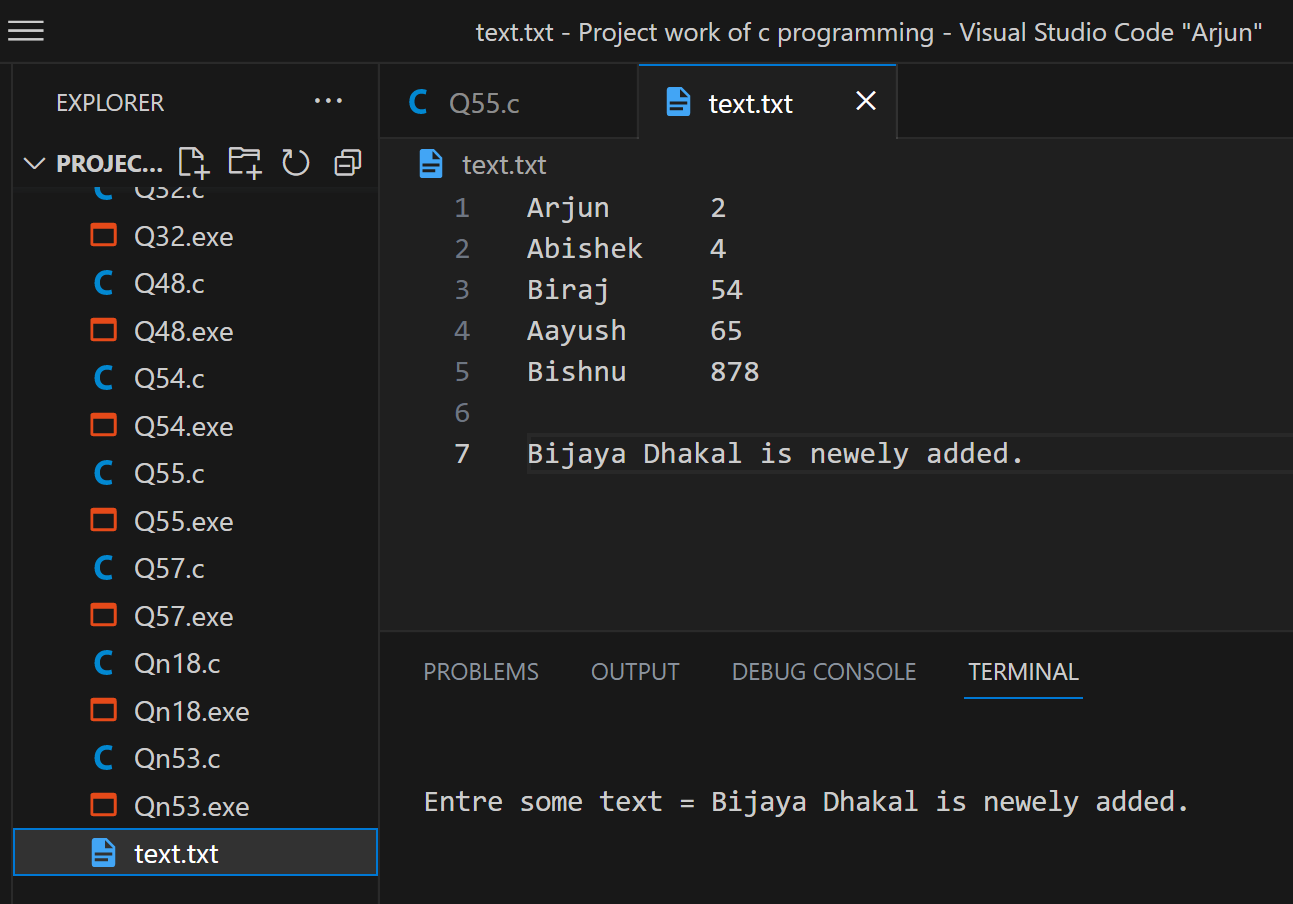 text.txt - Project work of c programming - Visual Studio Code "Arjun"
EXPLORER
PROJEC...
Q32.exe
Q48.c
Q48.exe
Q54.c
Q54.exe
Q55.c
Q55.exe
Q57.c
Q57.exe
Qn18.c
Qn18.exe
Qn53.c
Qn53.exe
text.txt
Q55.c
text.txt
text.txt
1 Arjun 2
2 Abishek 4
3 Biraj 54
4 Aayush 65
5 Bishnu 878
6
7 Bijaya Dhakal is newely added.
PROBLEMS OUTPUT DEBUG CONSOLE TERMINAL
Entre some text = Bijaya Dhakal is newely added.